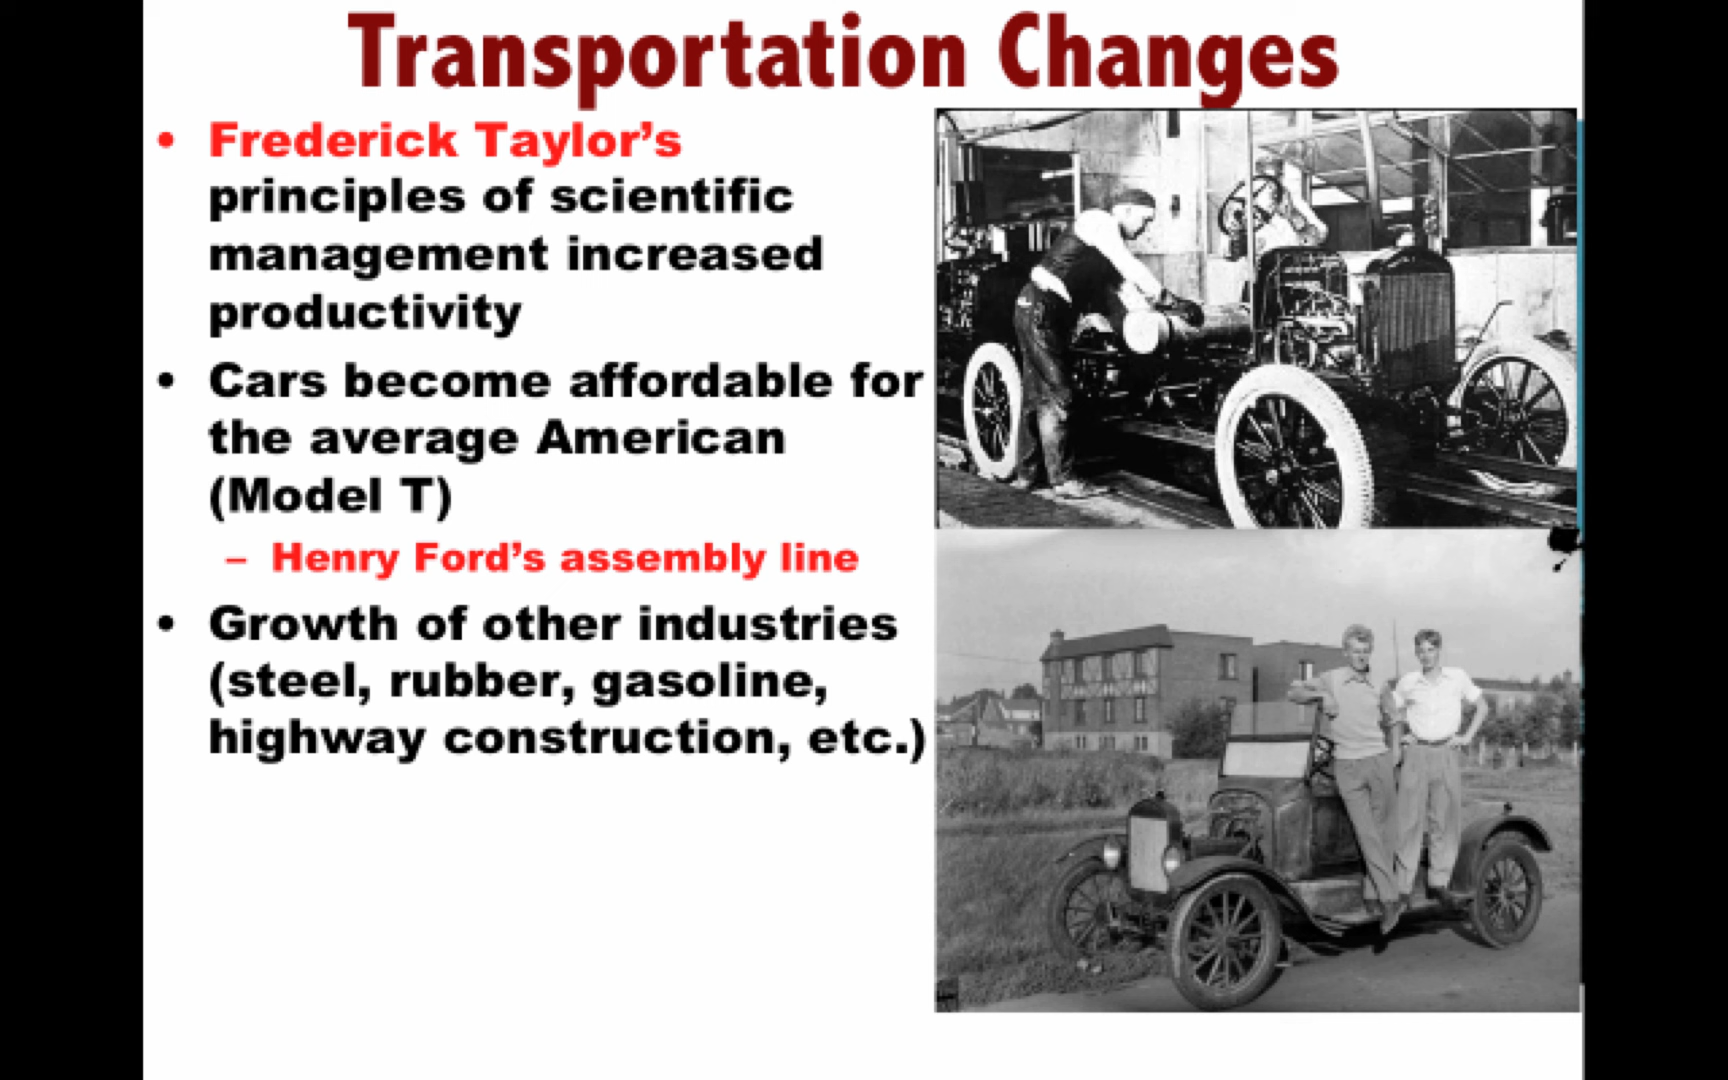 Transportation Changes
• Frederick Taylor's
principles of scientific
management increased
productivity
• Cars become affordable for
the average American
(Model T)
– Henry Ford's assembly line
• Growth of other industries
(steel, rubber, gasoline,
highway construction, etc.)